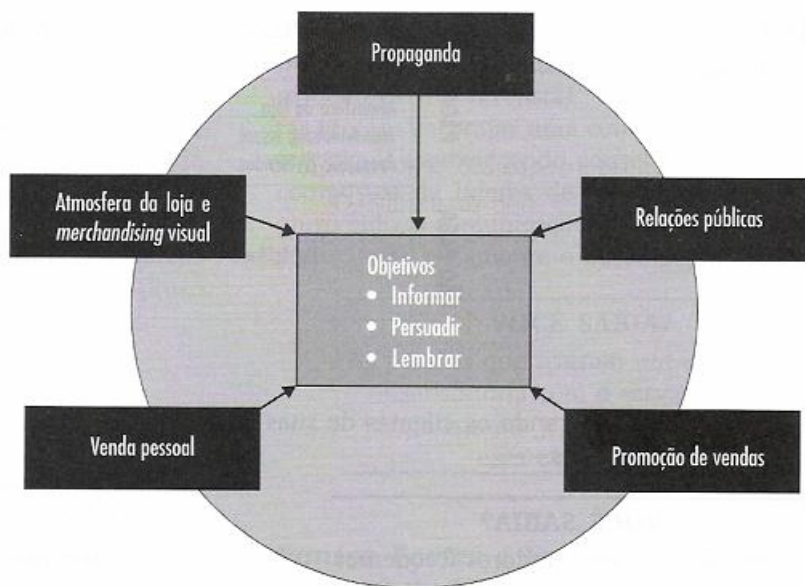 Propaganda
Atmosfera da loja e
merchandising visual
Relações públicas
Objetivos
• Informar
• Persuadir
• Lembrar
Venda pessoal
Promoção de vendas